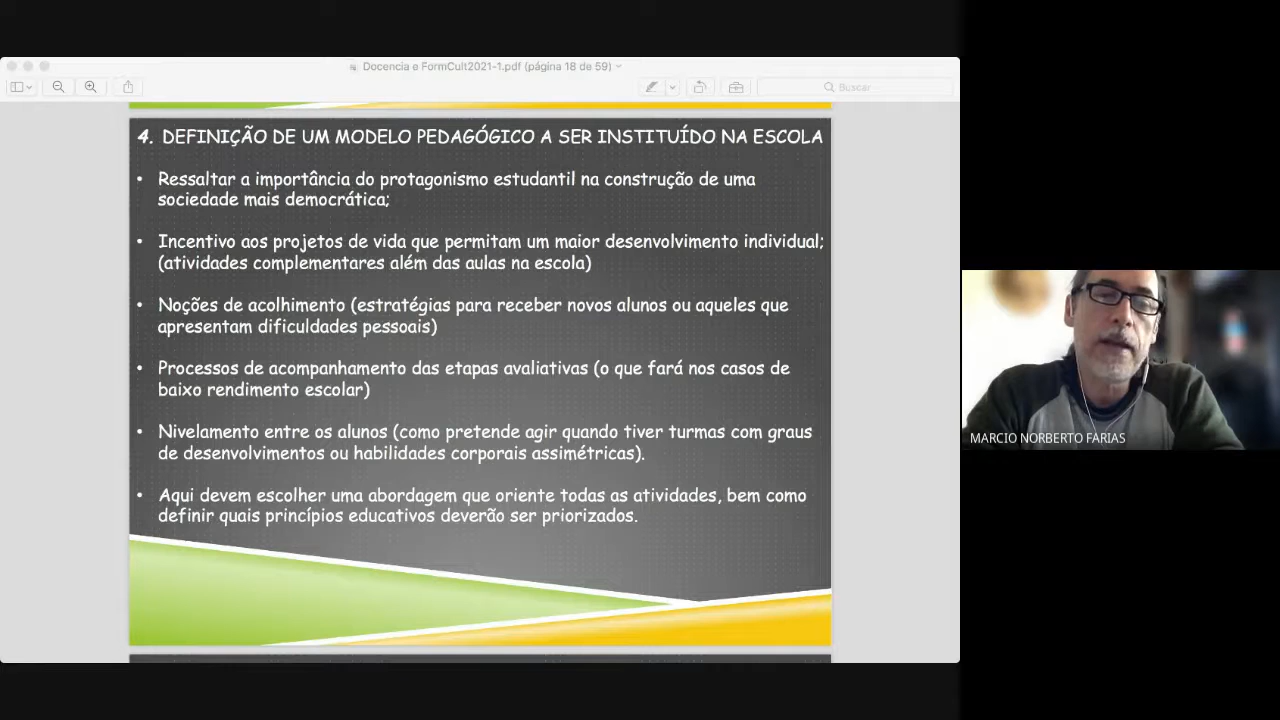 Docencia e FormCult2021-1.pdf (página 18 de 59)
Buscar
4. DEFINIÇÃO DE UM MODELO PEDAGÓGICO A SER INSTITUÍDO NA ESCOLA
• Ressaltar a importância do protagonismo estudantil na construção de uma
sociedade mais democrática;
• Incentivo aos projetos de vida que permitam um maior desenvolvimento individual;
(atividades complementares além das aulas na escola)
• Noções de acolhimento (estratégias para receber novos alunos ou aqueles que
apresentam dificuldades pessoais)
• Processos de acompanhamento das etapas avaliativas (o que fará nos casos de
baixo rendimento escolar)
• Nivelamento entre os alunos (como pretende agir quando tiver turmas com graus
de desenvolvimentos ou habilidades corporais assimétricas).
• Aqui devem escolher uma abordagem que oriente todas as atividades, bem como
definir quais princípios educativos deverão ser priorizados.
MARCIO NORBERTO FARIAS